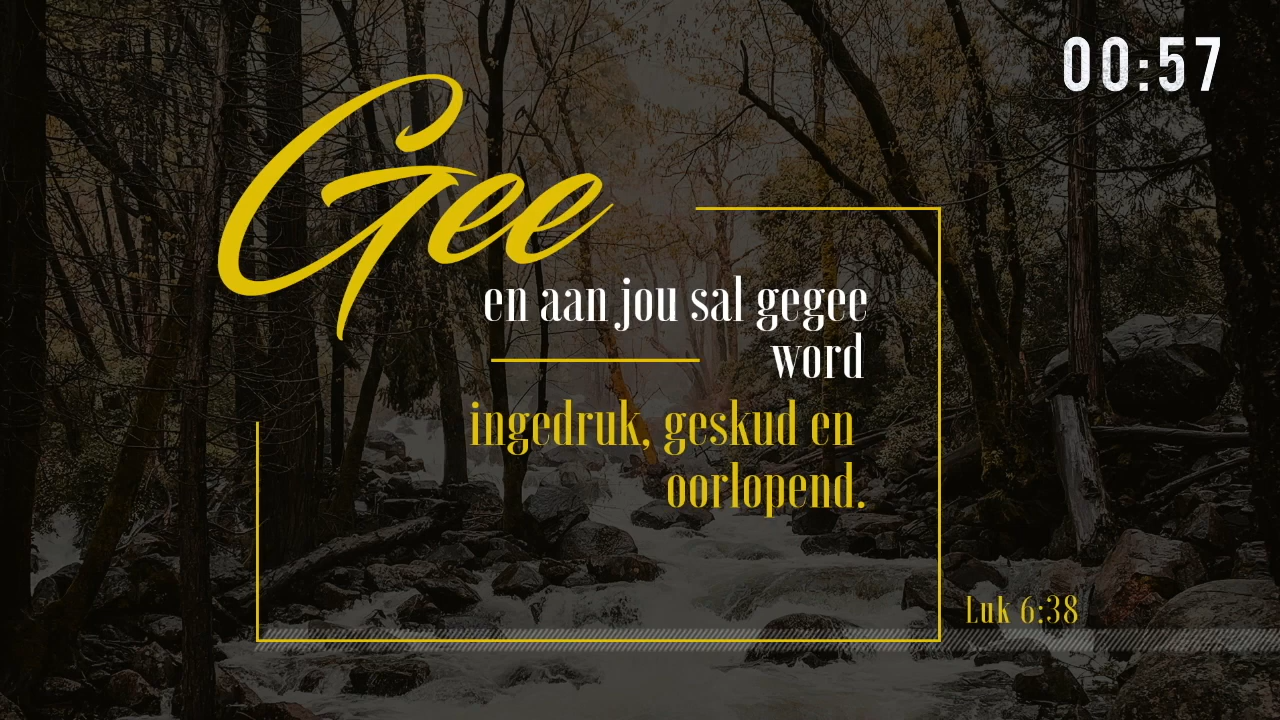 00:57
Gee
en aan jou sal gegee
word
ingedruk, geskud en
oorlopend.
Luk 6:38